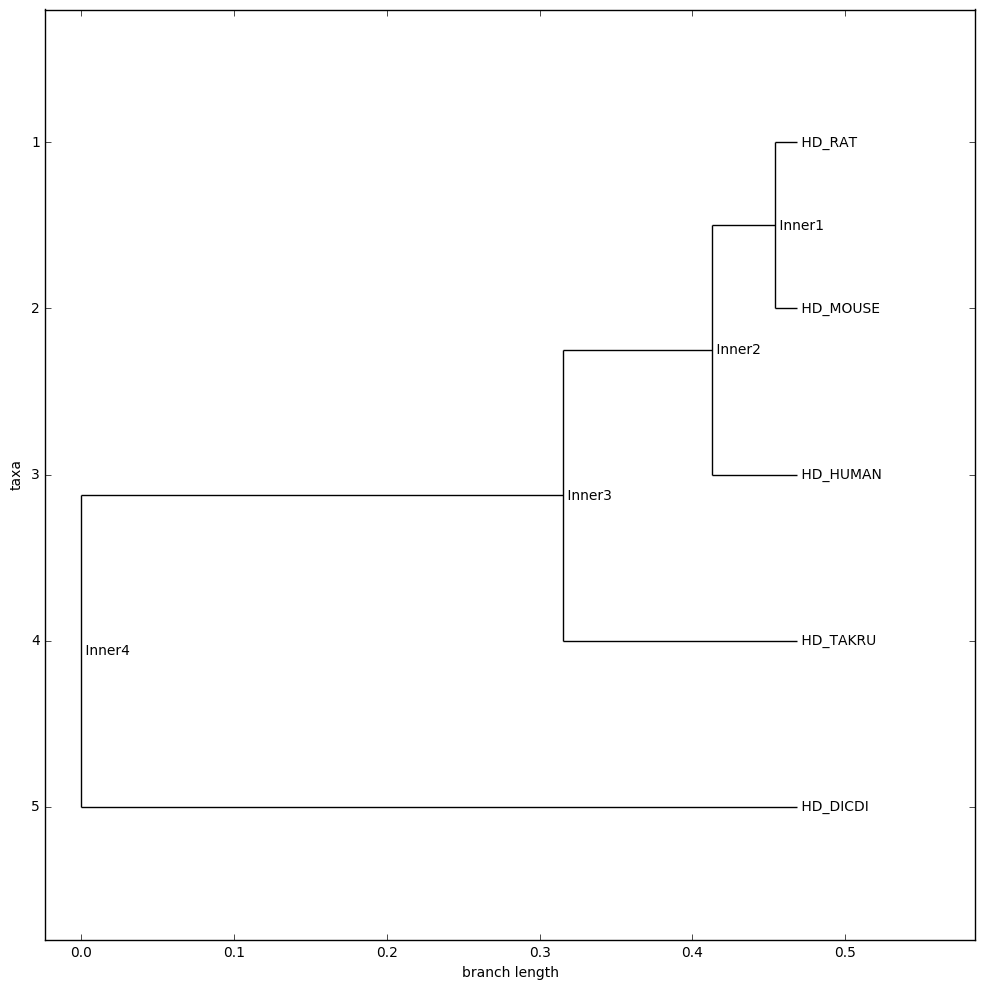 1
HD_RAT
Inner1
2
HD_MOUSE
Inner2
taxa
3
HD_HUMAN
Inner3
4
HD_TAKRU
Inner4
5
HD_DICDI
0.0 0.1 0.2 0.3 0.4 0.5
branch length